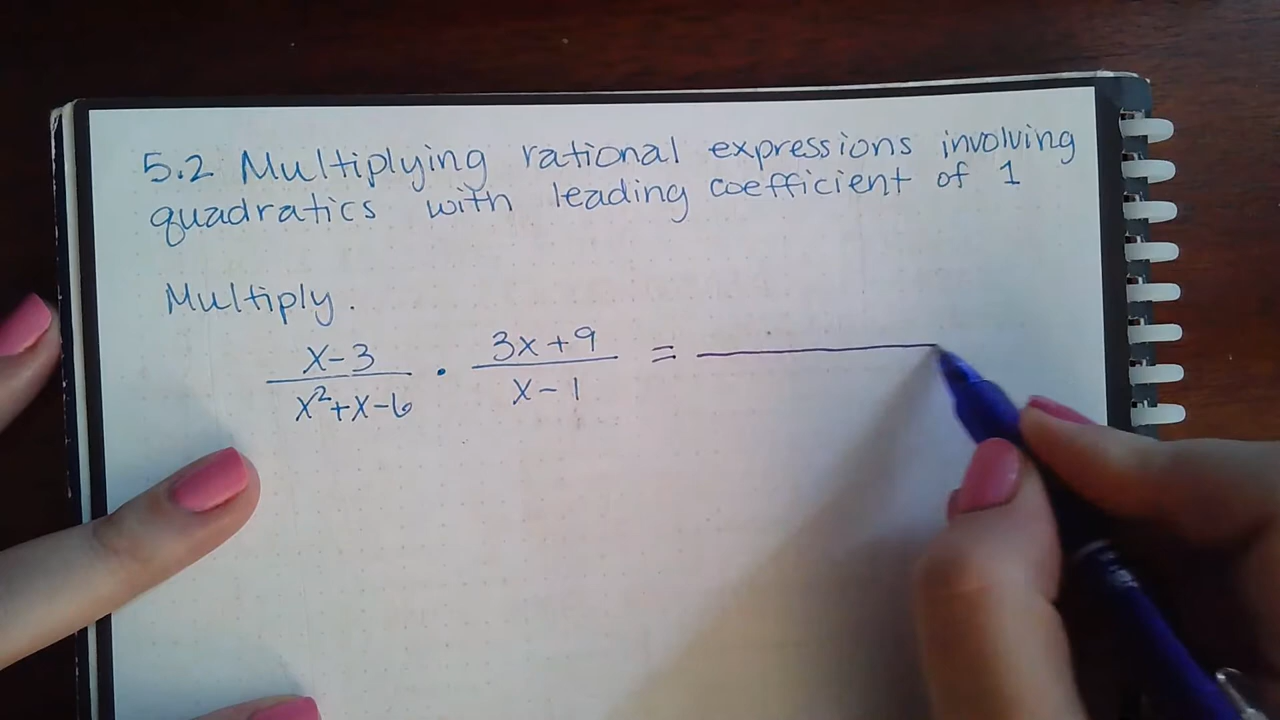 5.2 Multiplying rational expressions involving
quadratics with leading coefficient of 1
Multiply.
x-3 / x²+x-6 · 3x+9 / x-1 =